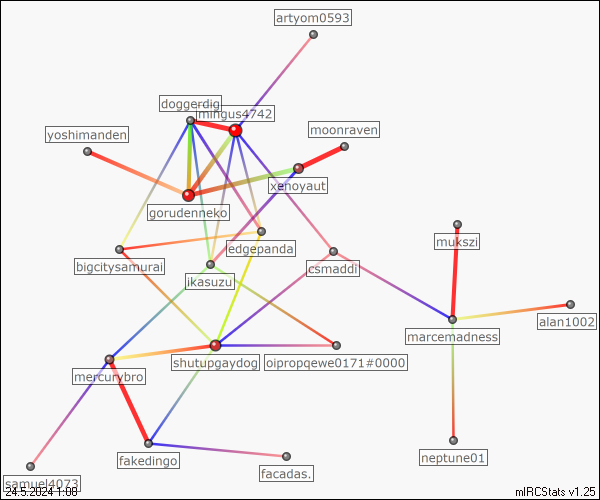 artyom0593
doggerdig
mingus4742
yoshimanden
moonraven
xenoyaut
gorudenneko
mukszi
edgepanda
bigcitysamurai
csmaddi
ikasuzu
alan1002
marcemadness
shutupgaydog
oipropqewe0171#0000
mercurybro
neptune01
fakedingo
facadas.
samuel4073
24.5.2024 1:00
mIRCStats v1.25